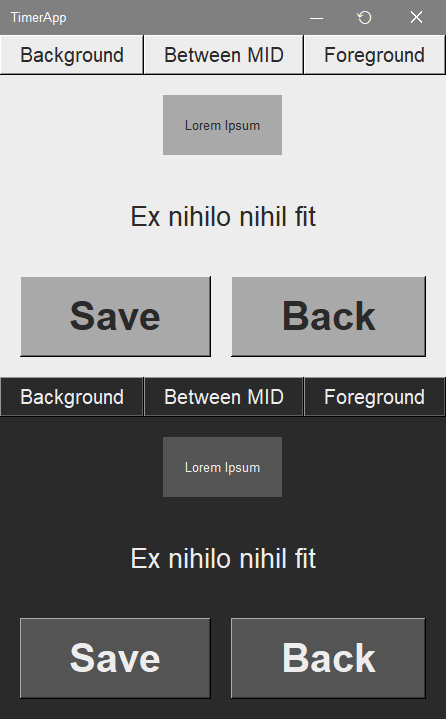 TimerApp
Background Between MID Foreground
Lorem Ipsum
Ex nihilo nihil fit
Save Back
Background Between MID Foreground
Lorem Ipsum
Ex nihilo nihil fit
Save Back